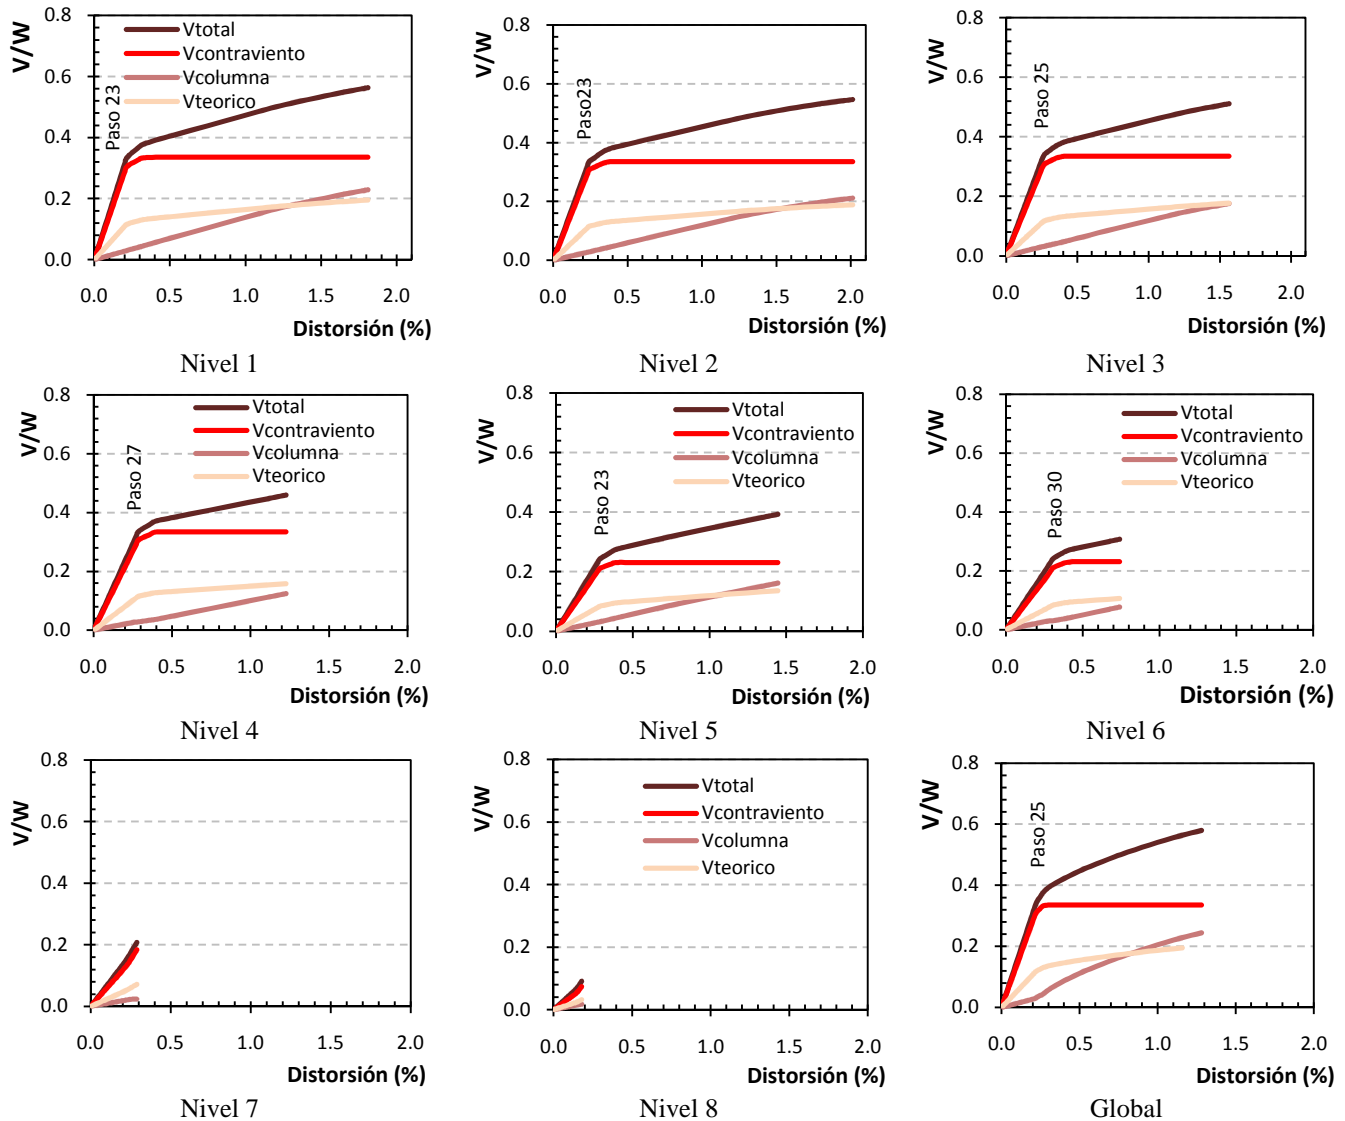 V/W
0.8
0.6
0.4
0.2
0.0
Paso 23
Vtotal
Vcontraviento
Vcolumna
Vteorico
0.0 0.5 1.0 1.5 2.0
Distorsión (%)
Nivel 1
V/W
0.8
0.6
0.4
0.2
0.0
Paso23
0.0 0.5 1.0 1.5 2.0
Distorsión (%)
Nivel 2
V/W
0.8
0.6
0.4
0.2
0.0
Paso 25
0.0 0.5 1.0 1.5 2.0
Distorsión (%)
Nivel 3
V/W
0.8
0.6
0.4
0.2
0.0
Paso 27
Vtotal
Vcontraviento
Vcolumna
Vteorico
0.0 0.5 1.0 1.5 2.0
Distorsión (%)
Nivel 4
V/W
0.8
0.6
0.4
0.2
0.0
Paso 23
Vtotal
Vcontraviento
Vcolumna
Vteorico
0.0 0.5 1.0 1.5 2.0
Distorsión (%)
Nivel 5
V/W
0.8
0.6
0.4
0.2
0.0
Paso 30
Vtotal
Vcontraviento
Vcolumna
Vteorico
0.0 0.5 1.0 1.5 2.0
Distorsión (%)
Nivel 6
V/W
0.8
0.6
0.4
0.2
0.0
0.0 0.5 1.0 1.5 2.0
Distorsión (%)
Nivel 7
V/W
0.8
0.6
0.4
0.2
0.0
Vtotal
Vcontraviento
Vcolumna
Vteorico
0.0 0.5 1.0 1.5 2.0
Distorsión (%)
Nivel 8
V/W
0.8
0.6
0.4
0.2
0.0
Paso 25
0.0 0.5 1.0 1.5 2.0
Distorsión (%)
Global